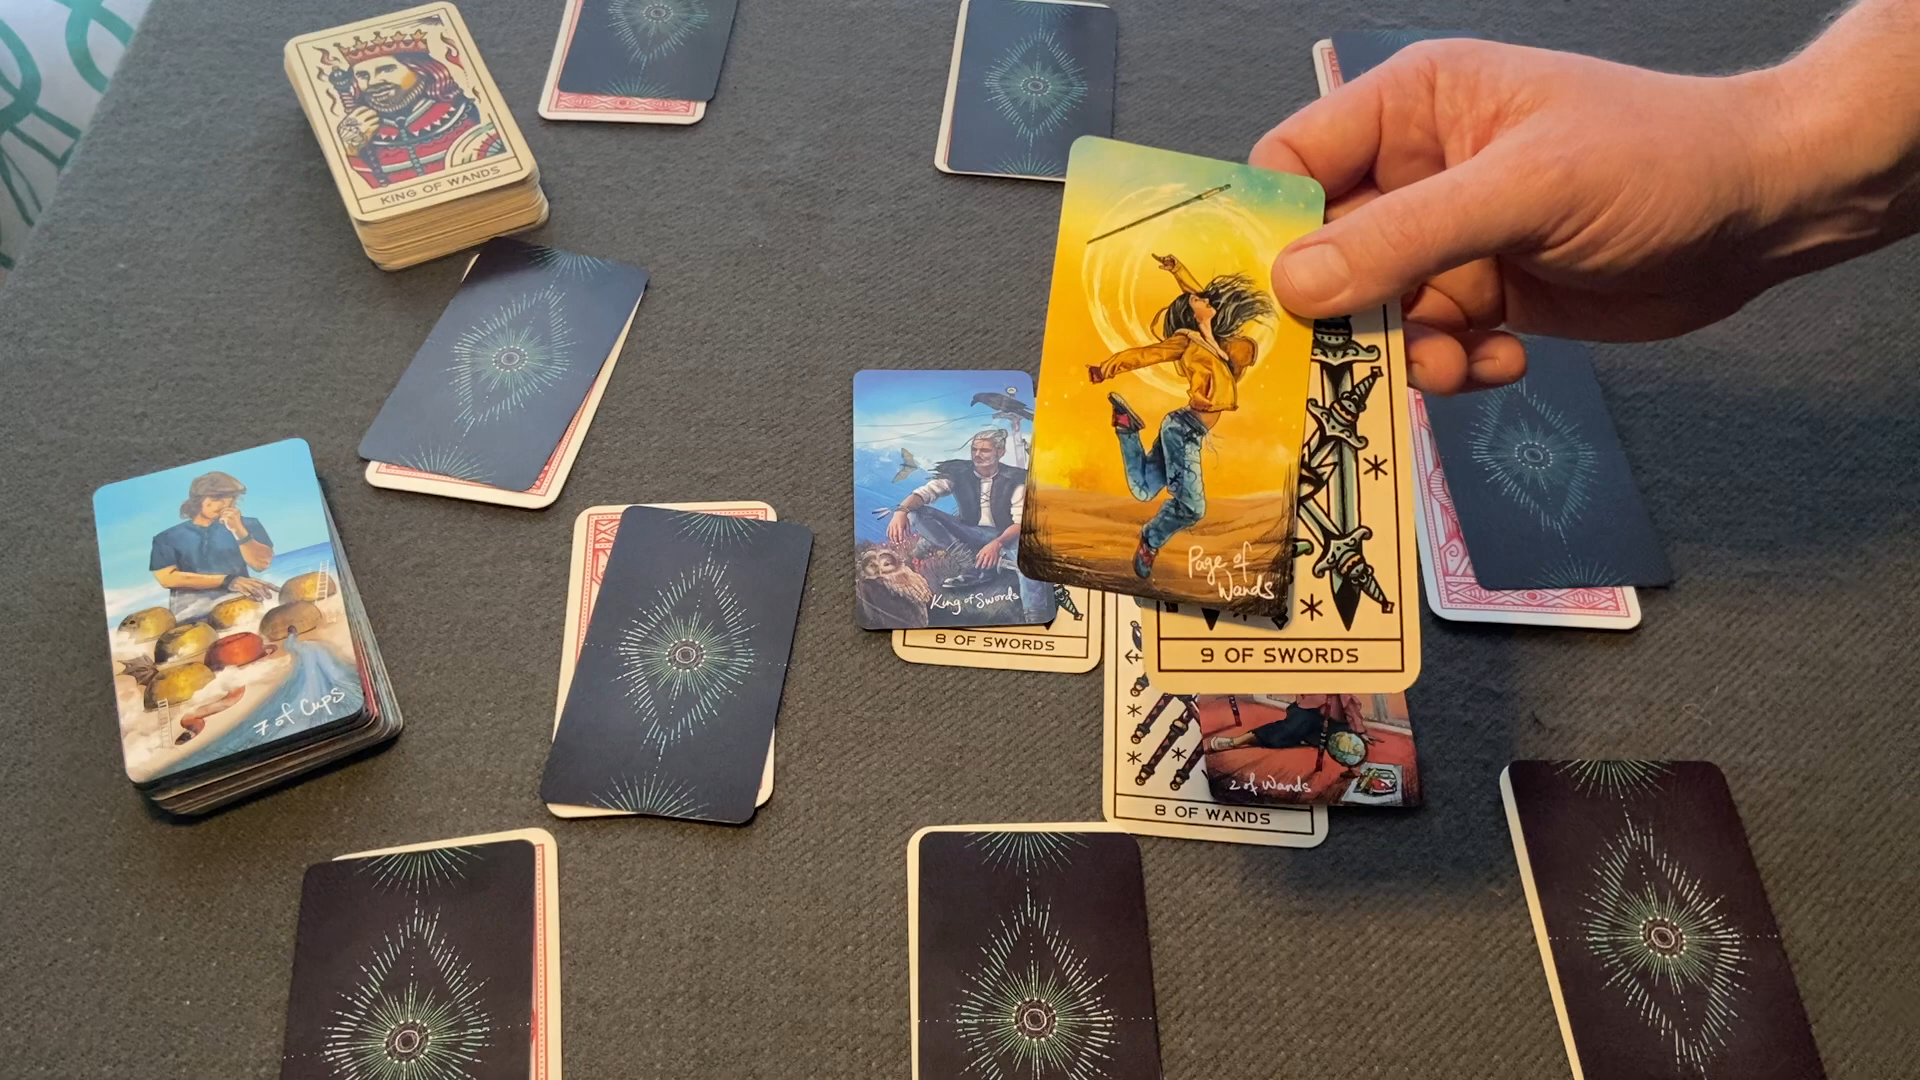 KING OF WANDS
7 of Cups
King of Swords
8 OF SWORDS
Page of
Wands
9 OF SWORDS
2 of Wands
8 OF WANDS